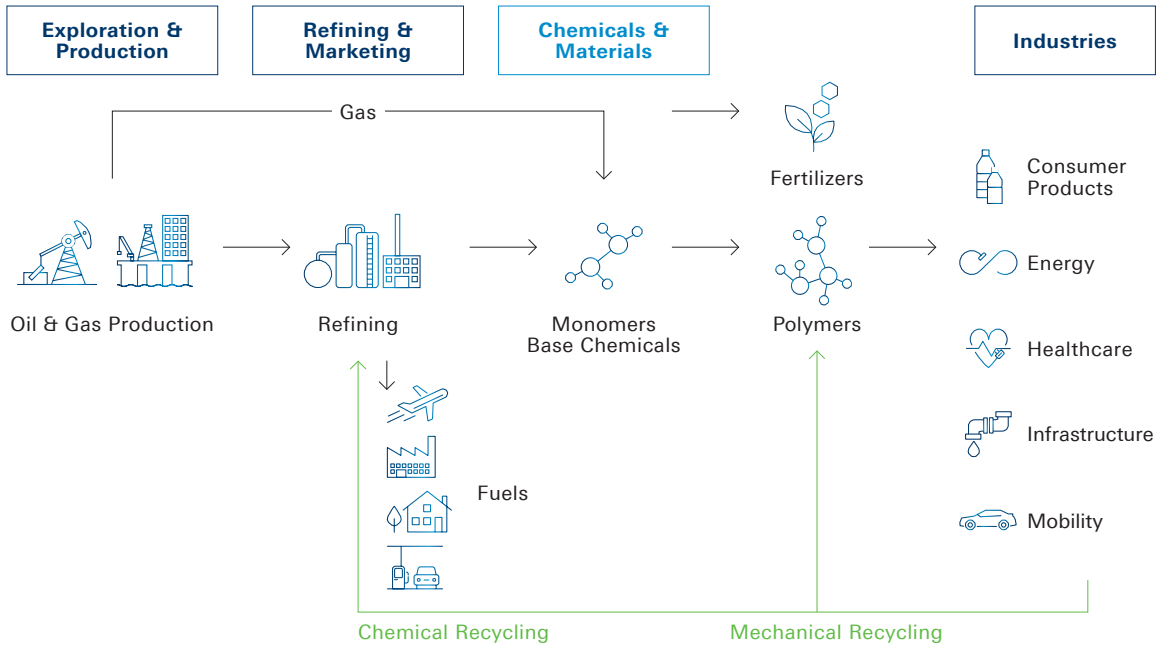 Exploration &
Production
Refining &
Marketing
Chemicals &
Materials
Industries
Gas
Fertilizers
Consumer
Products
Energy
Oil & Gas Production
Refining
Monomers
Base Chemicals
Polymers
Healthcare
Infrastructure
Fuels
Mobility
Chemical Recycling
Mechanical Recycling